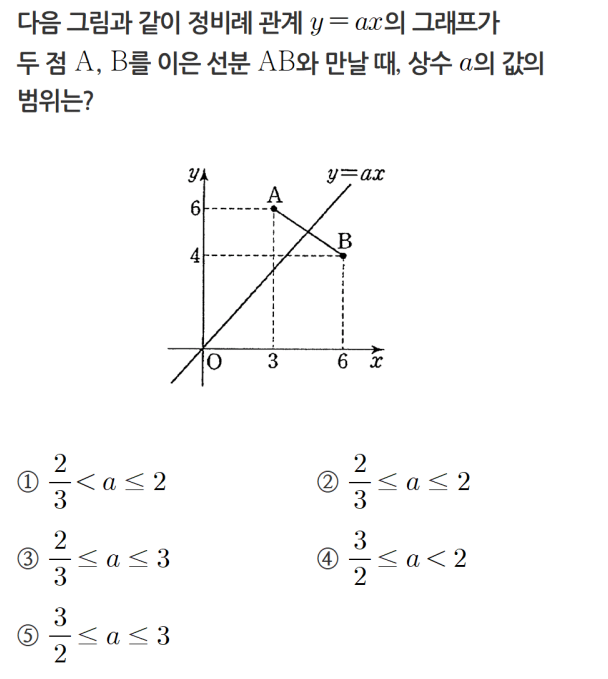 다음 그림과 같이 정비례 관계 y = ax의 그래프가
두 점 A, B를 이은 선분 AB와 만날 때, 상수 a의 값의
범위는?
y
y=ax
6
A
4
B
O
3
6
x
① 2/3 < a ≤ 2
② 2/3 ≤ a ≤ 2
③ 2/3 ≤ a ≤ 3
④ 3/2 ≤ a < 2
⑤ 3/2 ≤ a ≤ 3